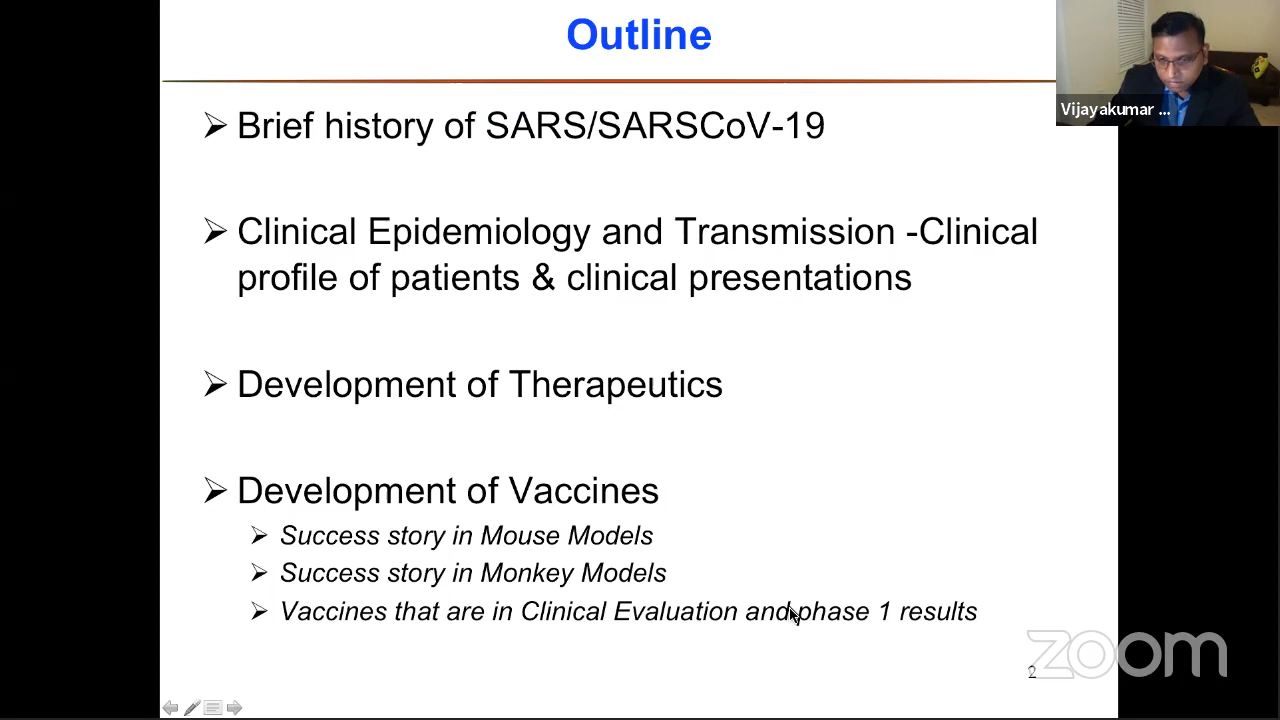 Outline
Vijayakumar ...
➢ Brief history of SARS/SARSCoV-19
➢ Clinical Epidemiology and Transmission -Clinical
profile of patients & clinical presentations
➢ Development of Therapeutics
➢ Development of Vaccines
➢ Success story in Mouse Models
➢ Success story in Monkey Models
➢ Vaccines that are in Clinical Evaluation and phase 1 results
zoom
2